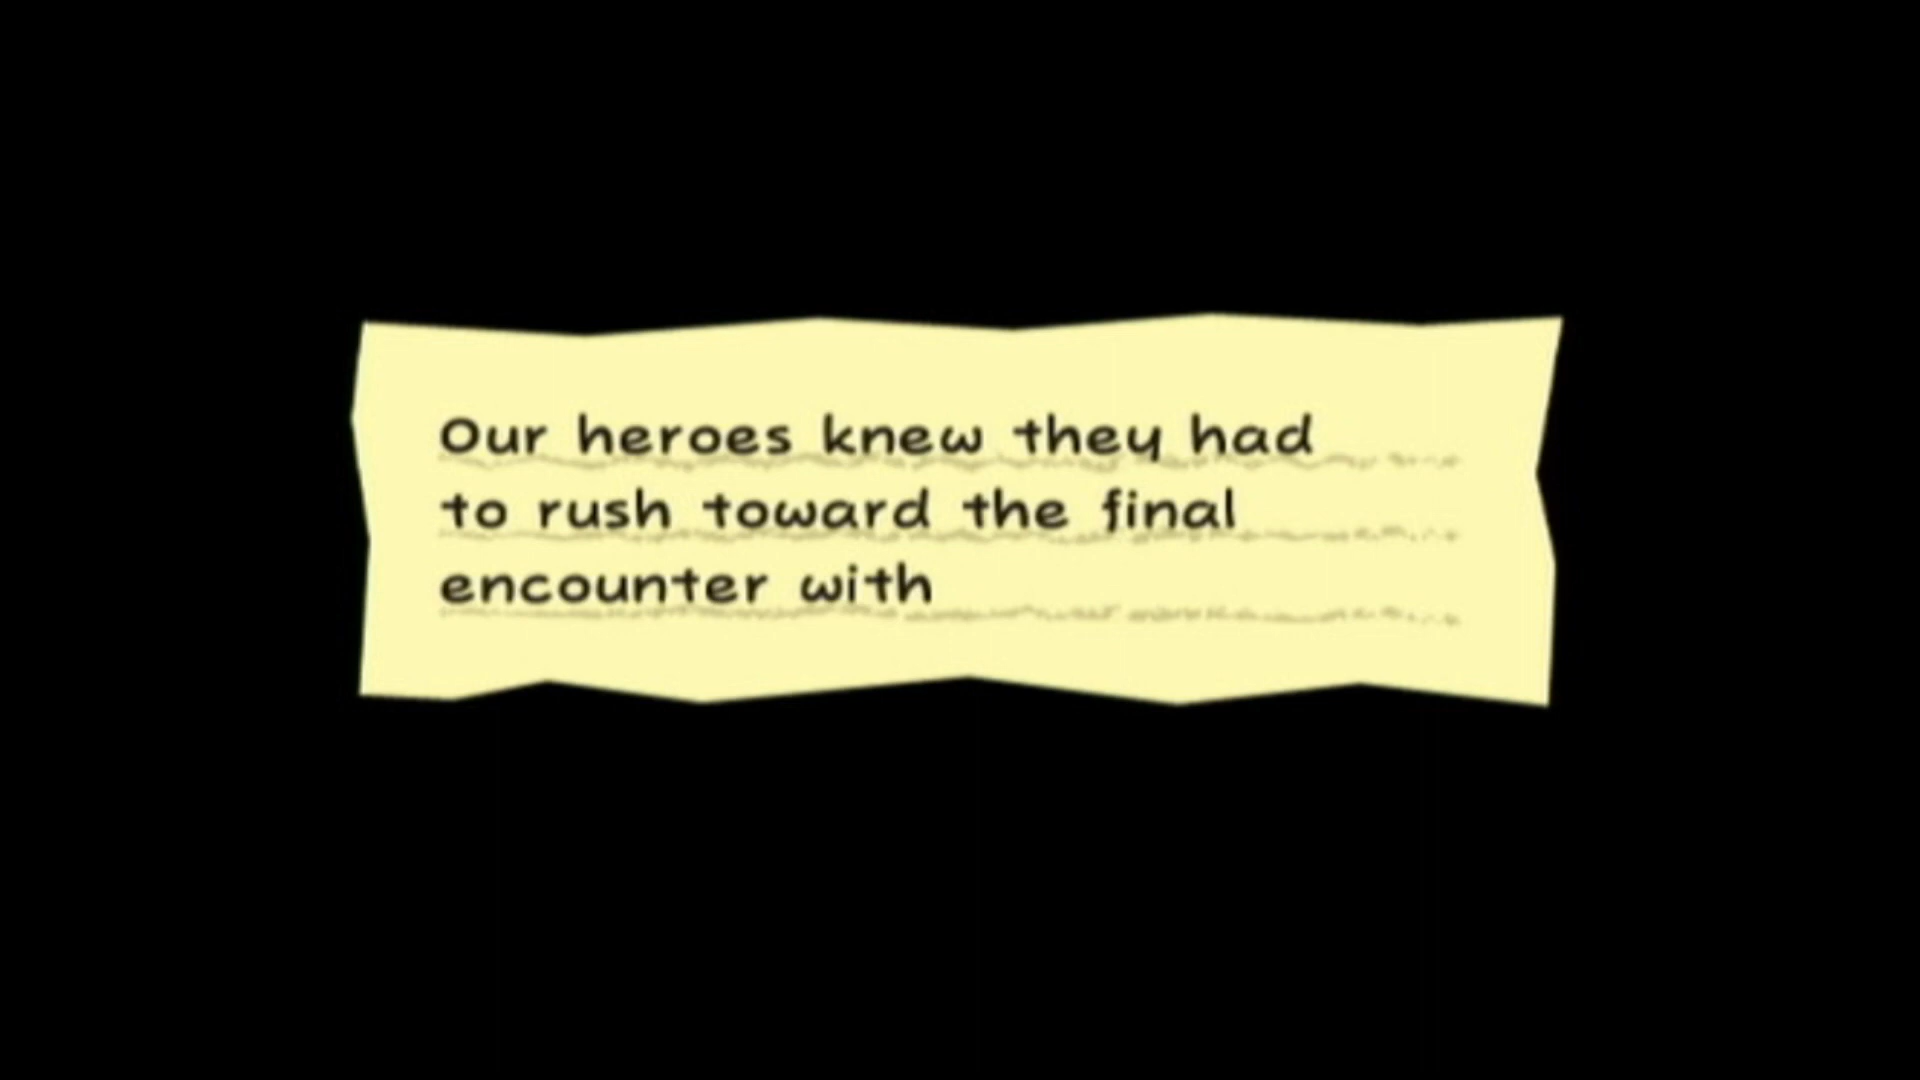 Our heroes knew they had
to rush toward the final
encounter with